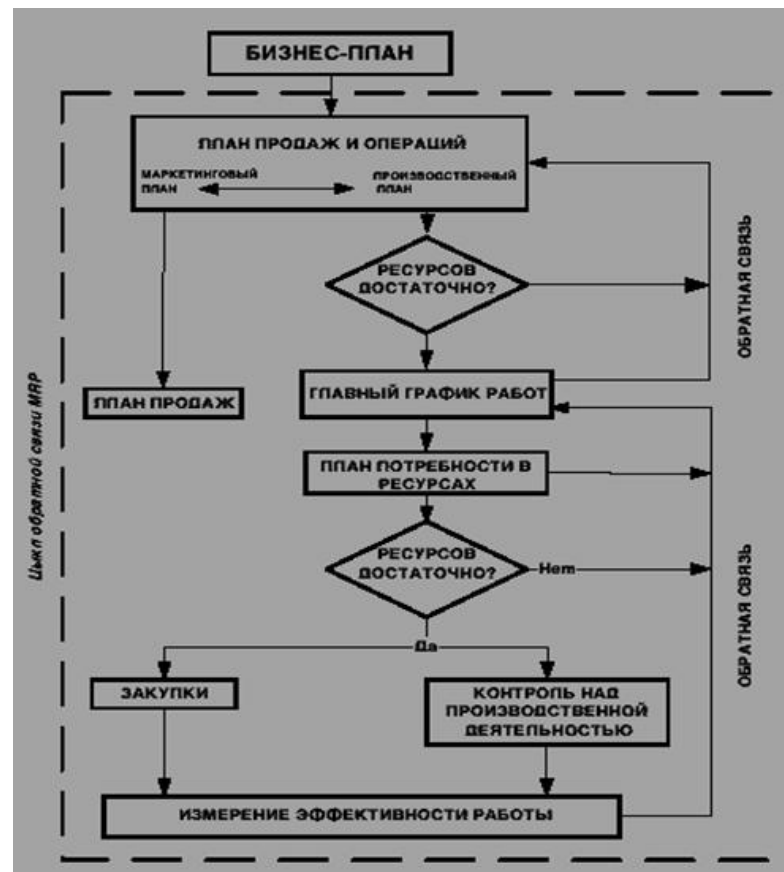 БИЗНЕС-ПЛАН
ПЛАН ПРОДАЖ И ОПЕРАЦИЙ
МАРКЕТИНГОВЫЙ
ПЛАН
ПРОИЗВОДСТВЕННЫЙ
ПЛАН
РЕСУРСОВ
ДОСТАТОЧНО?
ОБРАТНАЯ СВЯЗЬ
ПЛАН ПРОДАЖ
ГЛАВНЫЙ ГРАФИК РАБОТ
ПЛАН ПОТРЕБНОСТИ В
РЕСУРСАХ
Цыкл обратной связи MRP
РЕСУРСОВ
ДОСТАТОЧНО?
Нет
ОБРАТНАЯ СВЯЗЬ
Да
ЗАКУПКИ
КОНТРОЛЬ НАД
ПРОИЗВОДСТВЕННОЙ
ДЕЯТЕЛЬНОСТЬЮ
ИЗМЕРЕНИЕ ЭФФЕКТИВНОСТИ РАБОТЫ